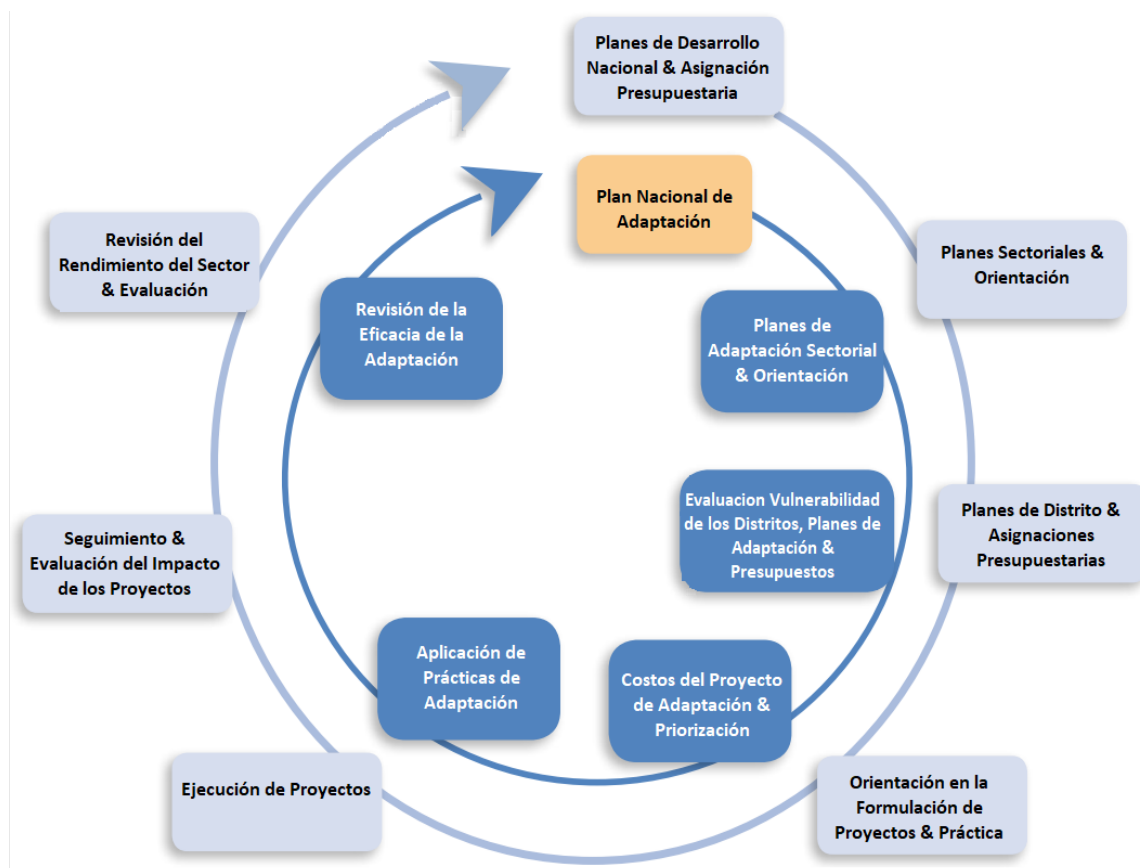 Planes de Desarrollo
Nacional & Asignación
Presupuestaria
Plan Nacional de
Adaptación
Revisión del
Rendimiento del Sector
& Evaluación
Planes Sectoriales &
Orientación
Revisión de la
Eficacia de la
Adaptación
Planes de
Adaptación Sectorial
& Orientación
Evaluacion Vulnerabilidad
de los Distritos, Planes de
Adaptación &
Presupuestos
Planes de Distrito &
Asignaciones
Presupuestarias
Seguimiento &
Evaluación del Impacto
de los Proyectos
Aplicación de
Prácticas de
Adaptación
Costos del Proyecto
de Adaptación &
Priorización
Ejecución de Proyectos
Orientación en la
Formulación de
Proyectos & Práctica